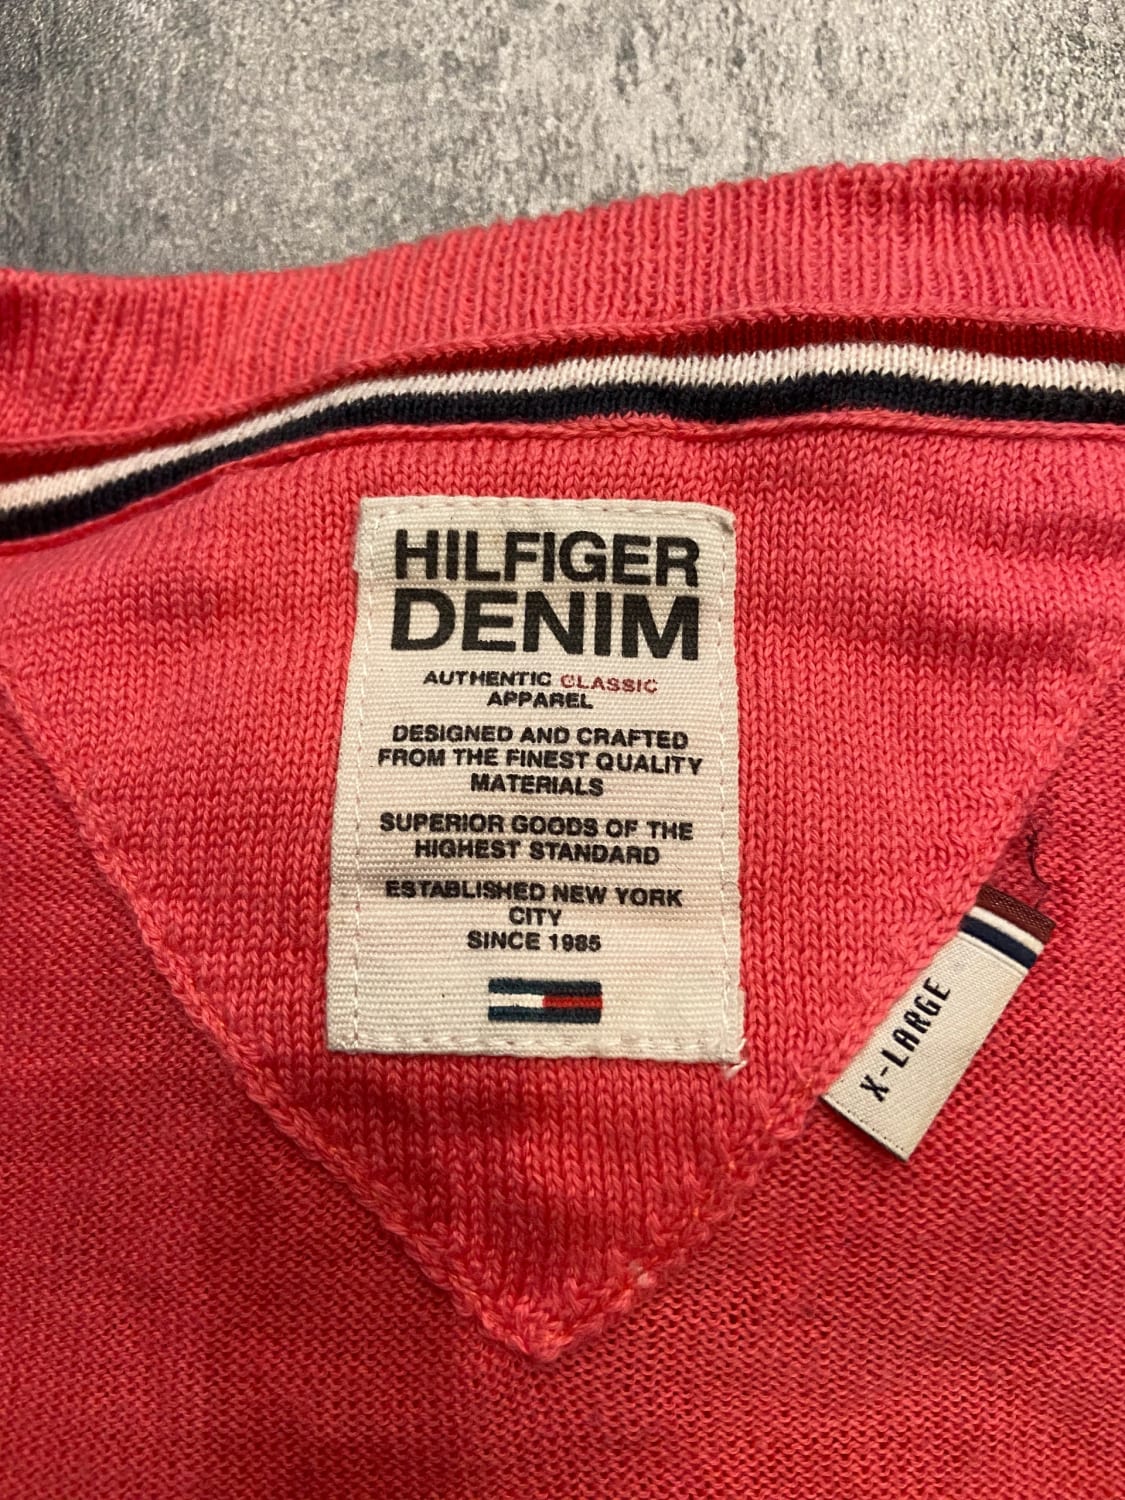 HILFIGER
DENIM
AUTHENTIC CLASSIC
APPAREL
DESIGNED AND CRAFTED
FROM THE FINEST QUALITY
MATERIALS
SUPERIOR GOODS OF THE
HIGHEST STANDARD
ESTABLISHED NEW YORK
CITY
SINCE 1985
X-LARGE